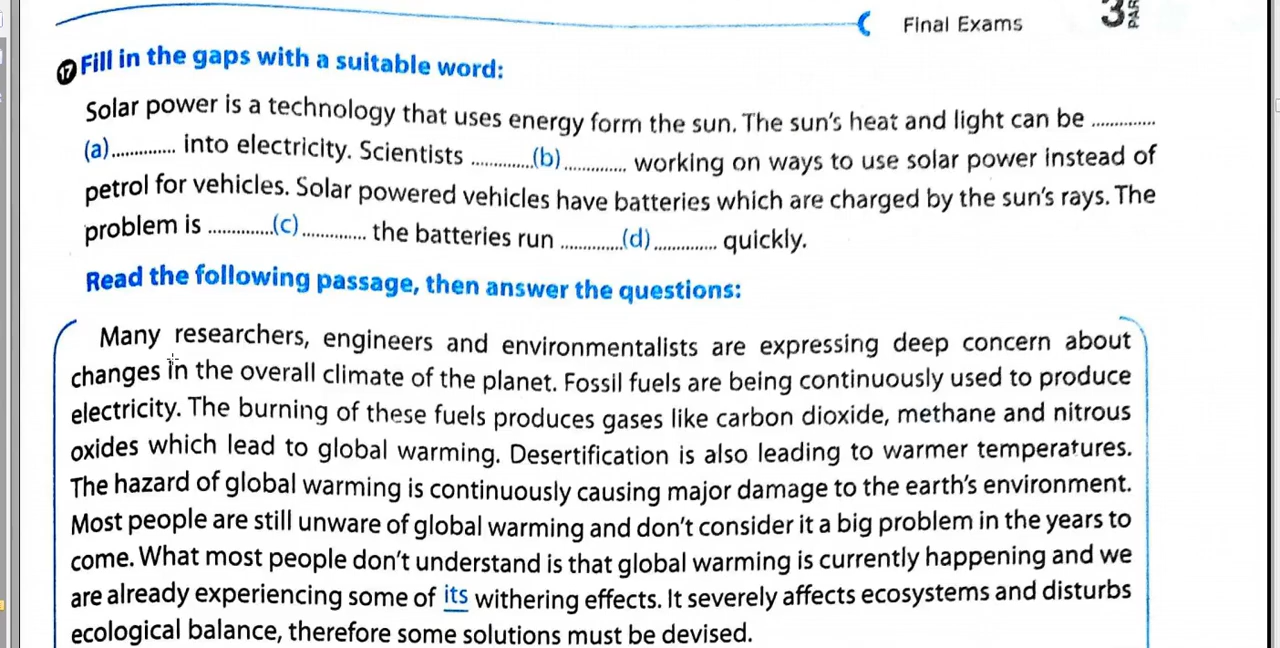 Final Exams
3
PAR
17 Fill in the gaps with a suitable word:
Solar power is a technology that uses energy form the sun. The sun's heat and light can be .............
(a)............. into electricity. Scientists .............(b)............. working on ways to use solar power instead of
petrol for vehicles. Solar powered vehicles have batteries which are charged by the sun's rays. The
problem is .............(c)............. the batteries run .............(d)............. quickly.
Read the following passage, then answer the questions:
Many researchers, engineers and environmentalists are expressing deep concern about
changes in the overall climate of the planet. Fossil fuels are being continuously used to produce
electricity. The burning of these fuels produces gases like carbon dioxide, methane and nitrous
oxides which lead to global warming. Desertification is also leading to warmer temperatures.
The hazard of global warming is continuously causing major damage to the earth's environment.
Most people are still unware of global warming and don't consider it a big problem in the years to
come. What most people don't understand is that global warming is currently happening and we
are already experiencing some of its withering effects. It severely affects ecosystems and disturbs
ecological balance, therefore some solutions must be devised.